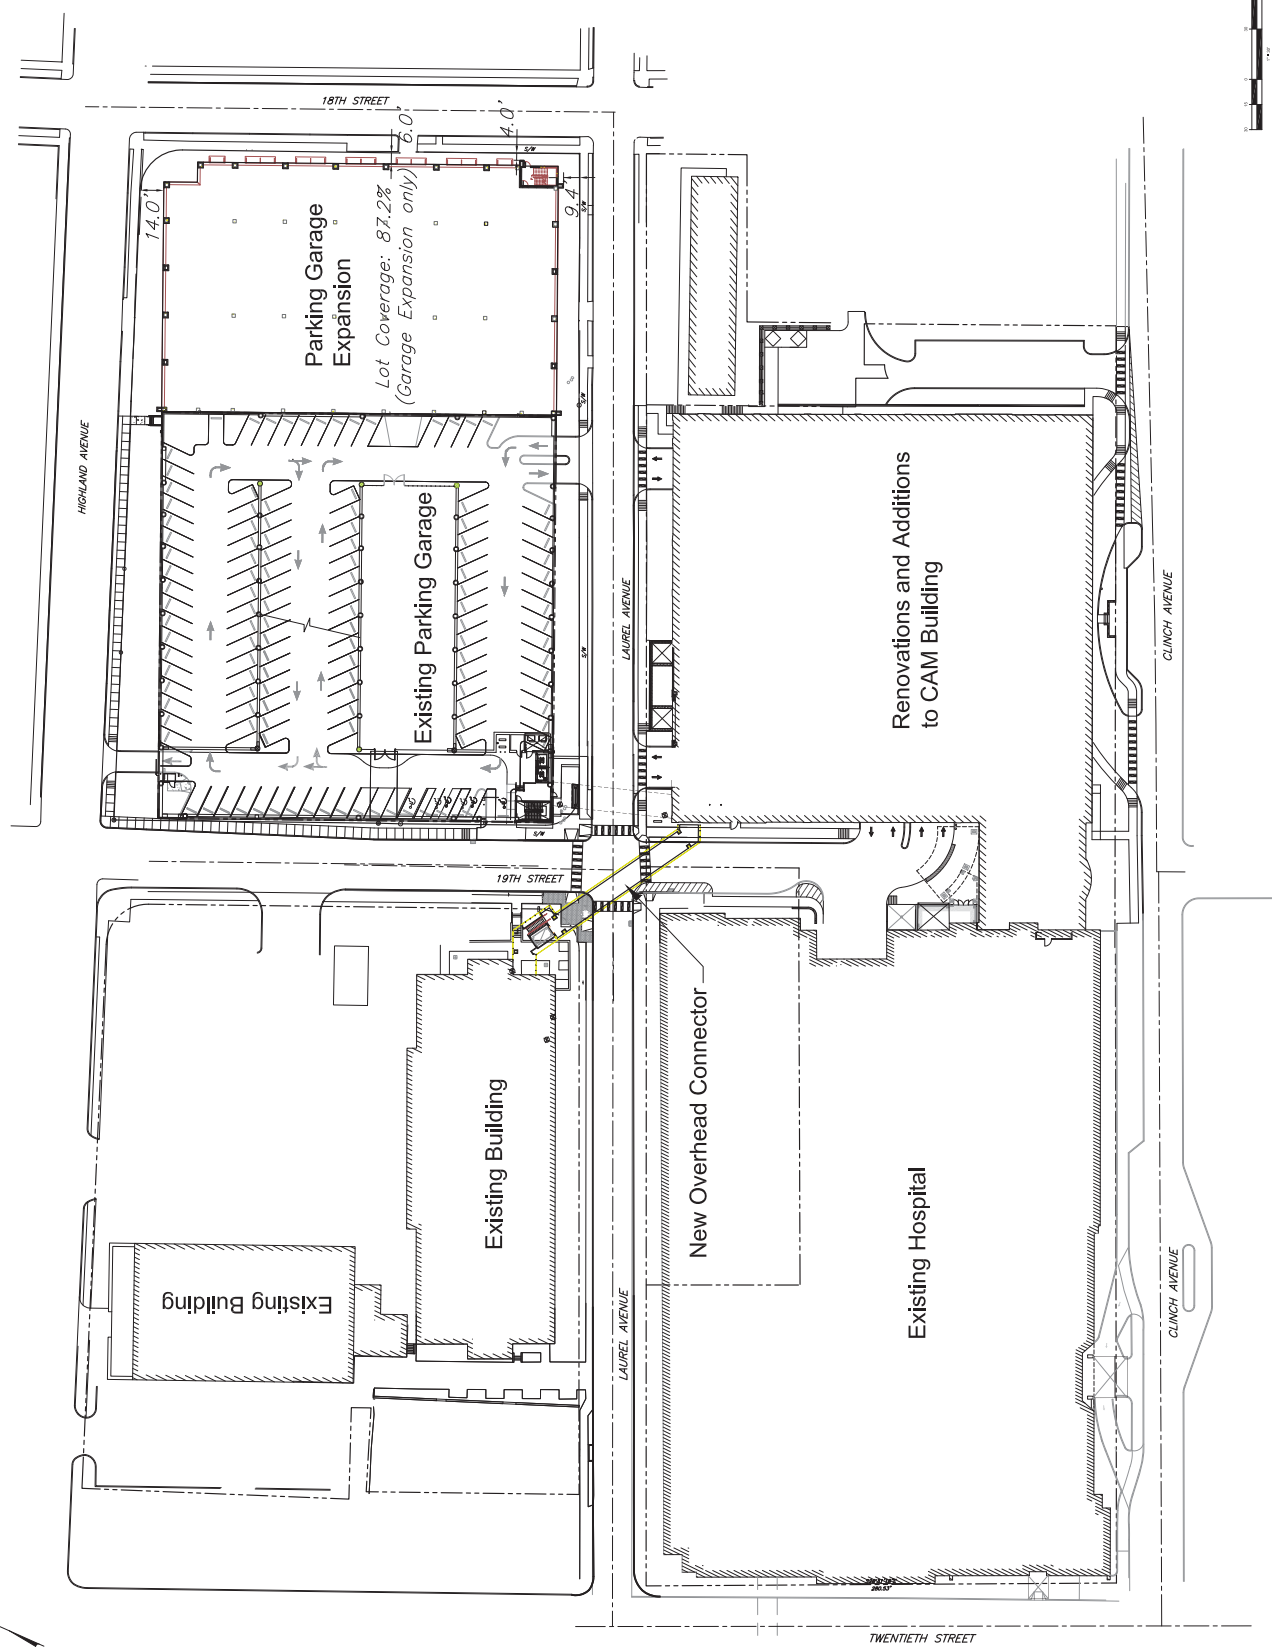 18TH STREET
6.0'
4.0'
14.0'
9.4'
S/W
S/W
Parking Garage
Expansion
Lot Coverage: 87.2%
(Garage Expansion only)
HIGHLAND AVENUE
S/W
Existing Parking Garage
LAUREL AVENUE
S/W
Renovations and Additions
to CAM Building
CLINCH AVENUE
S/W
19TH STREET
New Overhead Connector
Existing Building
Existing Building
Existing Hospital
LAUREL AVENUE
CLINCH AVENUE
260.53'
TWENTIETH STREET